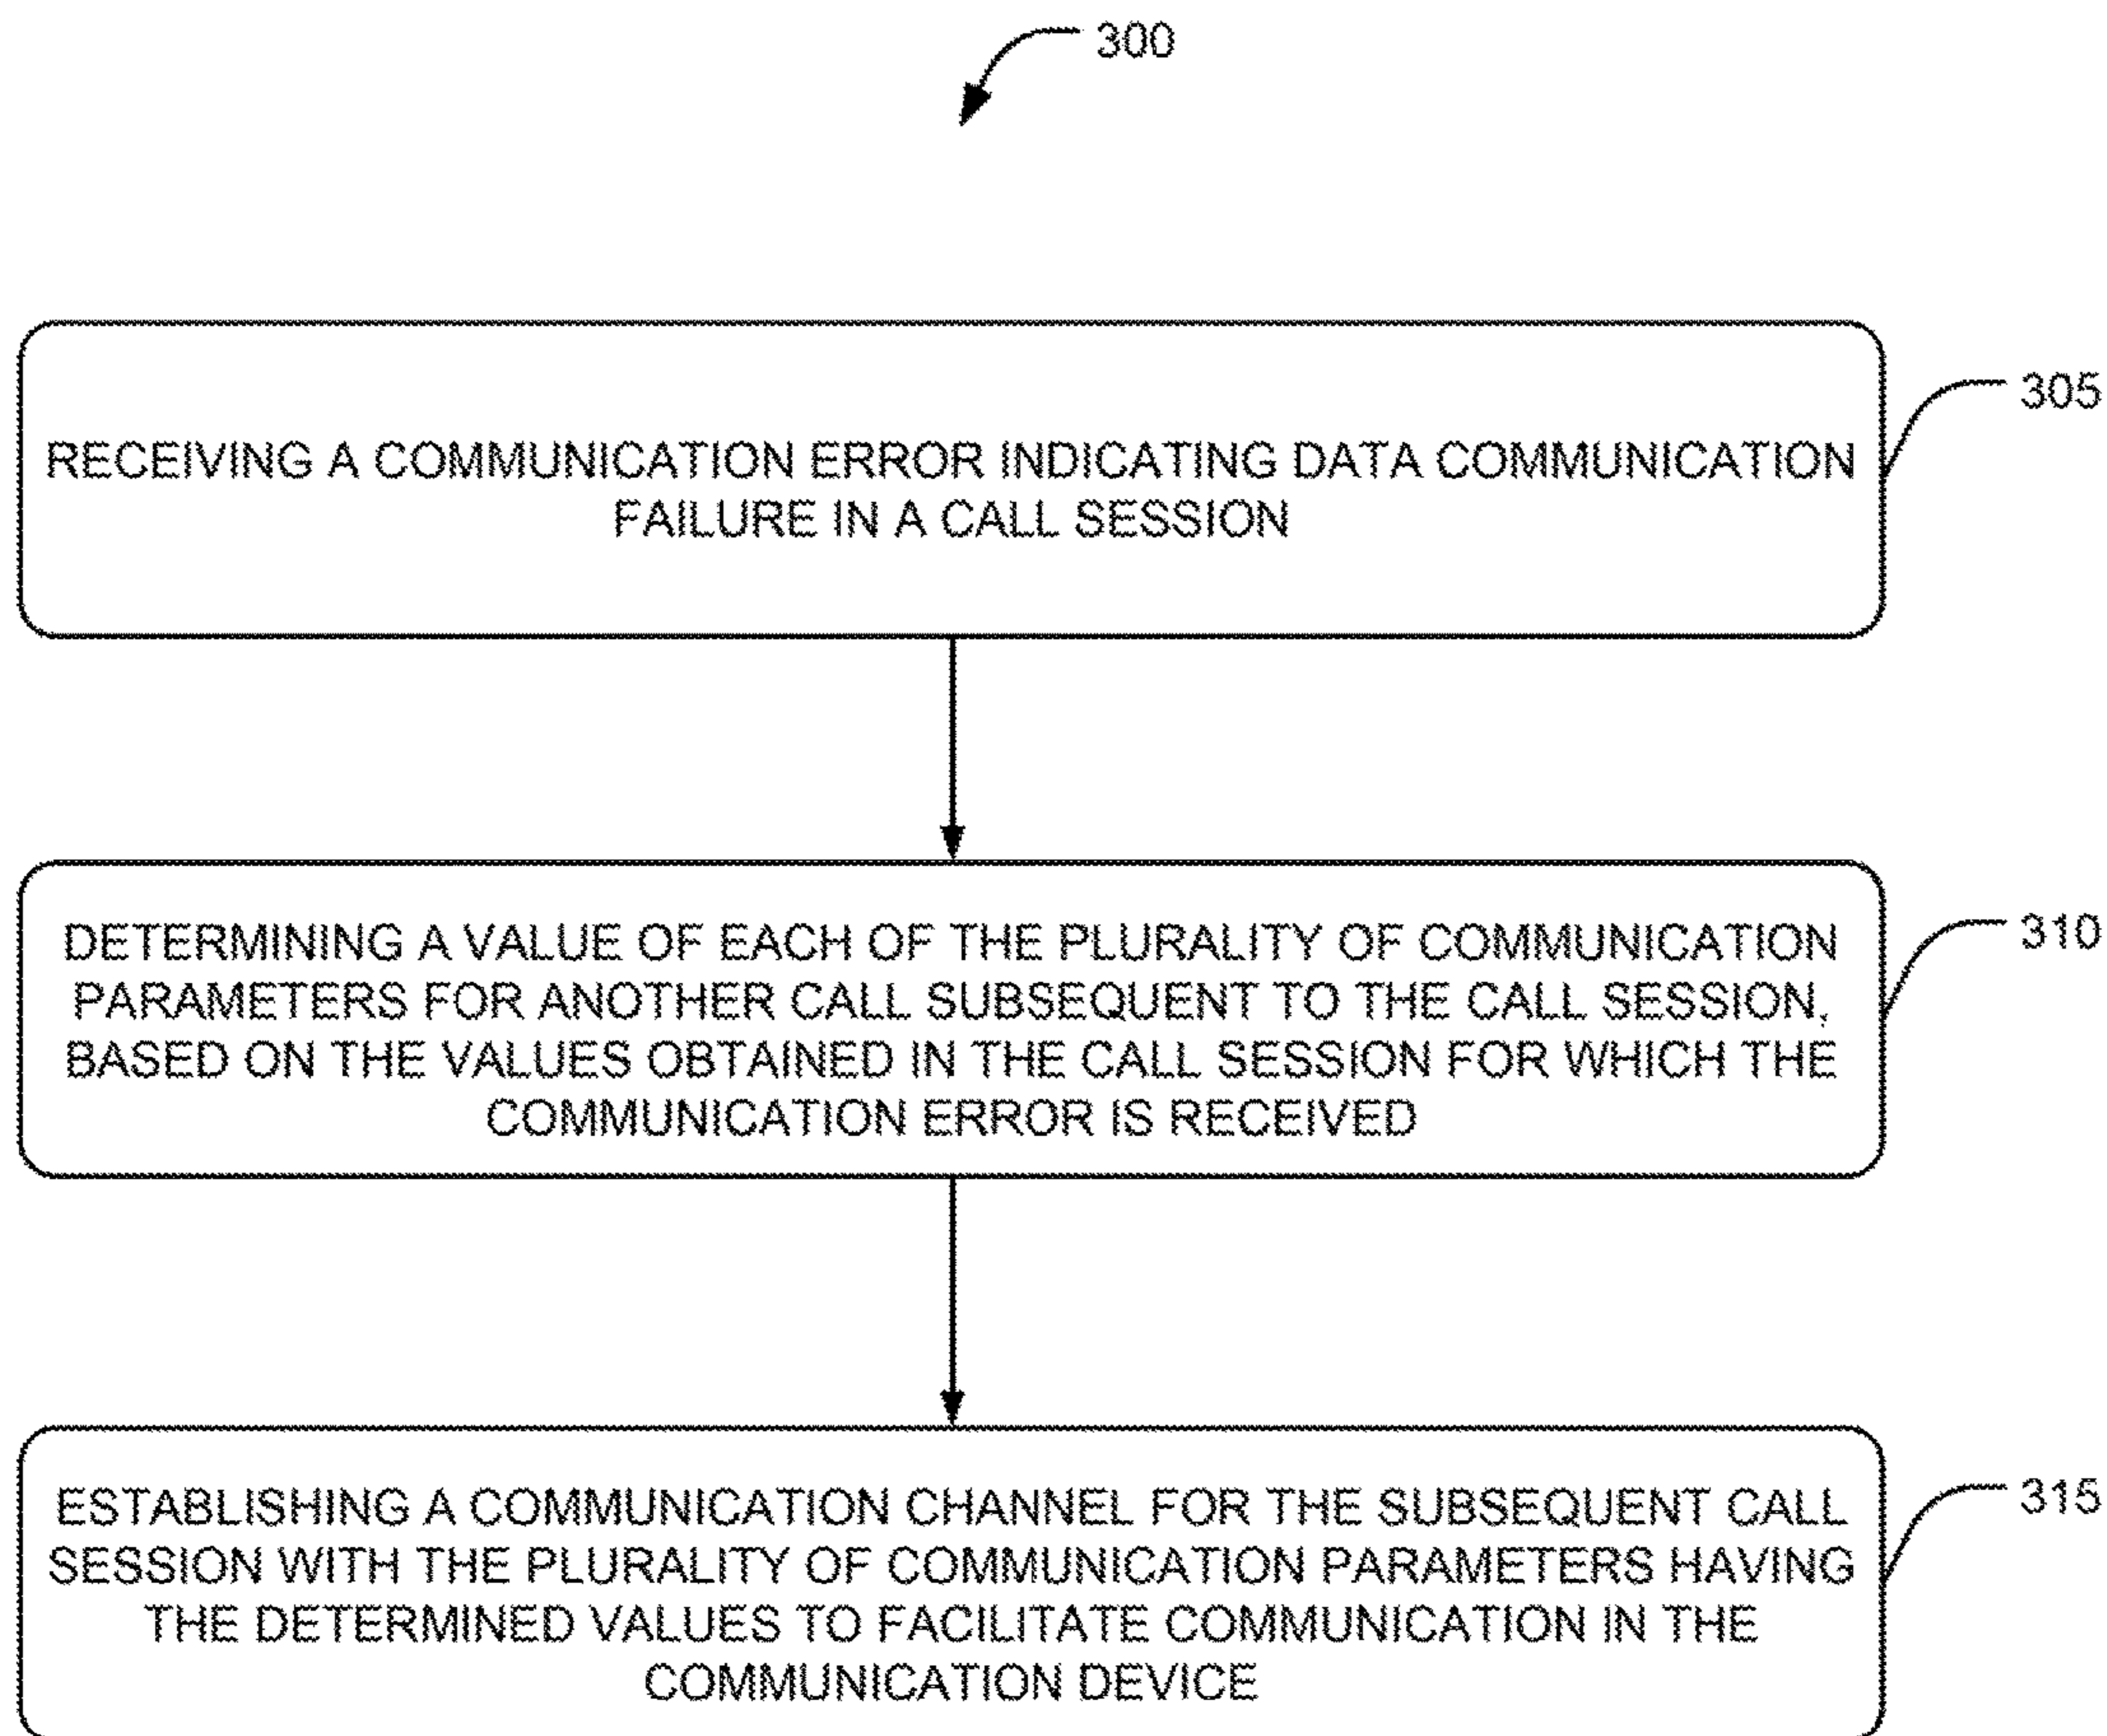 300
RECEIVING A COMMUNICATION ERROR INDICATING DATA COMMUNICATION
FAILURE IN A CALL SESSION
305
DETERMINING A VALUE OF EACH OF THE PLURALITY OF COMMUNICATION
PARAMETERS FOR ANOTHER CALL SUBSEQUENT TO THE CALL SESSION,
BASED ON THE VALUES OBTAINED IN THE CALL SESSION FOR WHICH THE
COMMUNICATION ERROR IS RECEIVED
310
ESTABLISHING A COMMUNICATION CHANNEL FOR THE SUBSEQUENT CALL
SESSION WITH THE PLURALITY OF COMMUNICATION PARAMETERS HAVING
THE DETERMINED VALUES TO FACILITATE COMMUNICATION IN THE
COMMUNICATION DEVICE
315